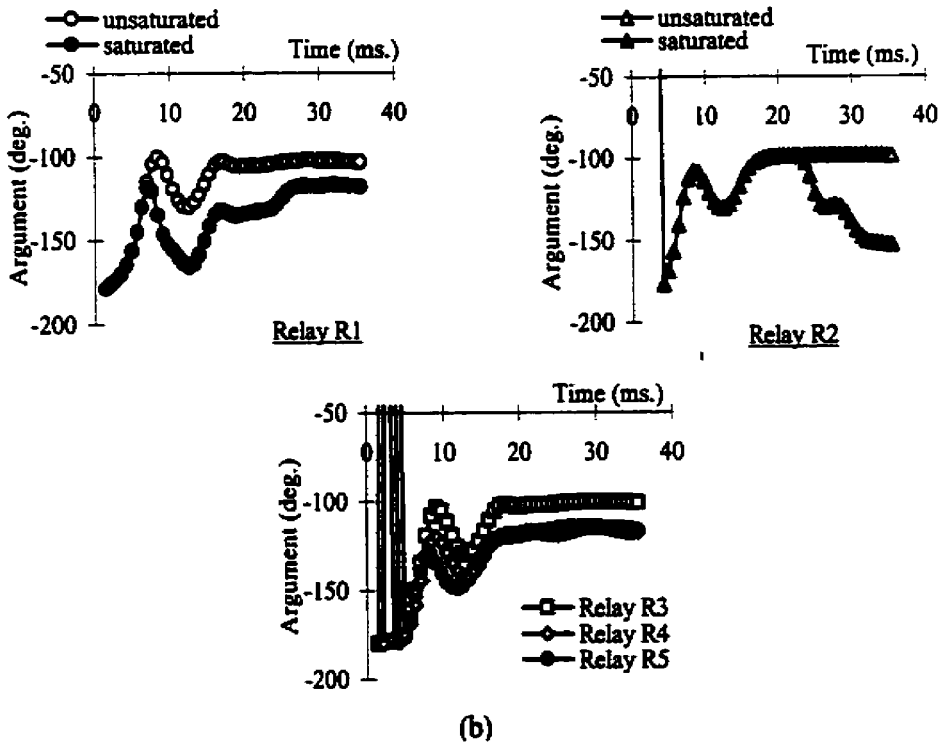 unsaturated
saturated
Time (ms.)
-50
0 10 20 30 40
-100
-150
-200
Argument (deg.)
Relay R1
unsaturated
saturated
Time (ms.)
-50
0 10 20 30 40
-100
-150
-200
Argument (deg.)
Relay R2
Time (ms.)
-50
0 10 20 30 40
-100
-150
-200
Argument (deg.)
Relay R3
Relay R4
Relay R5
(b)